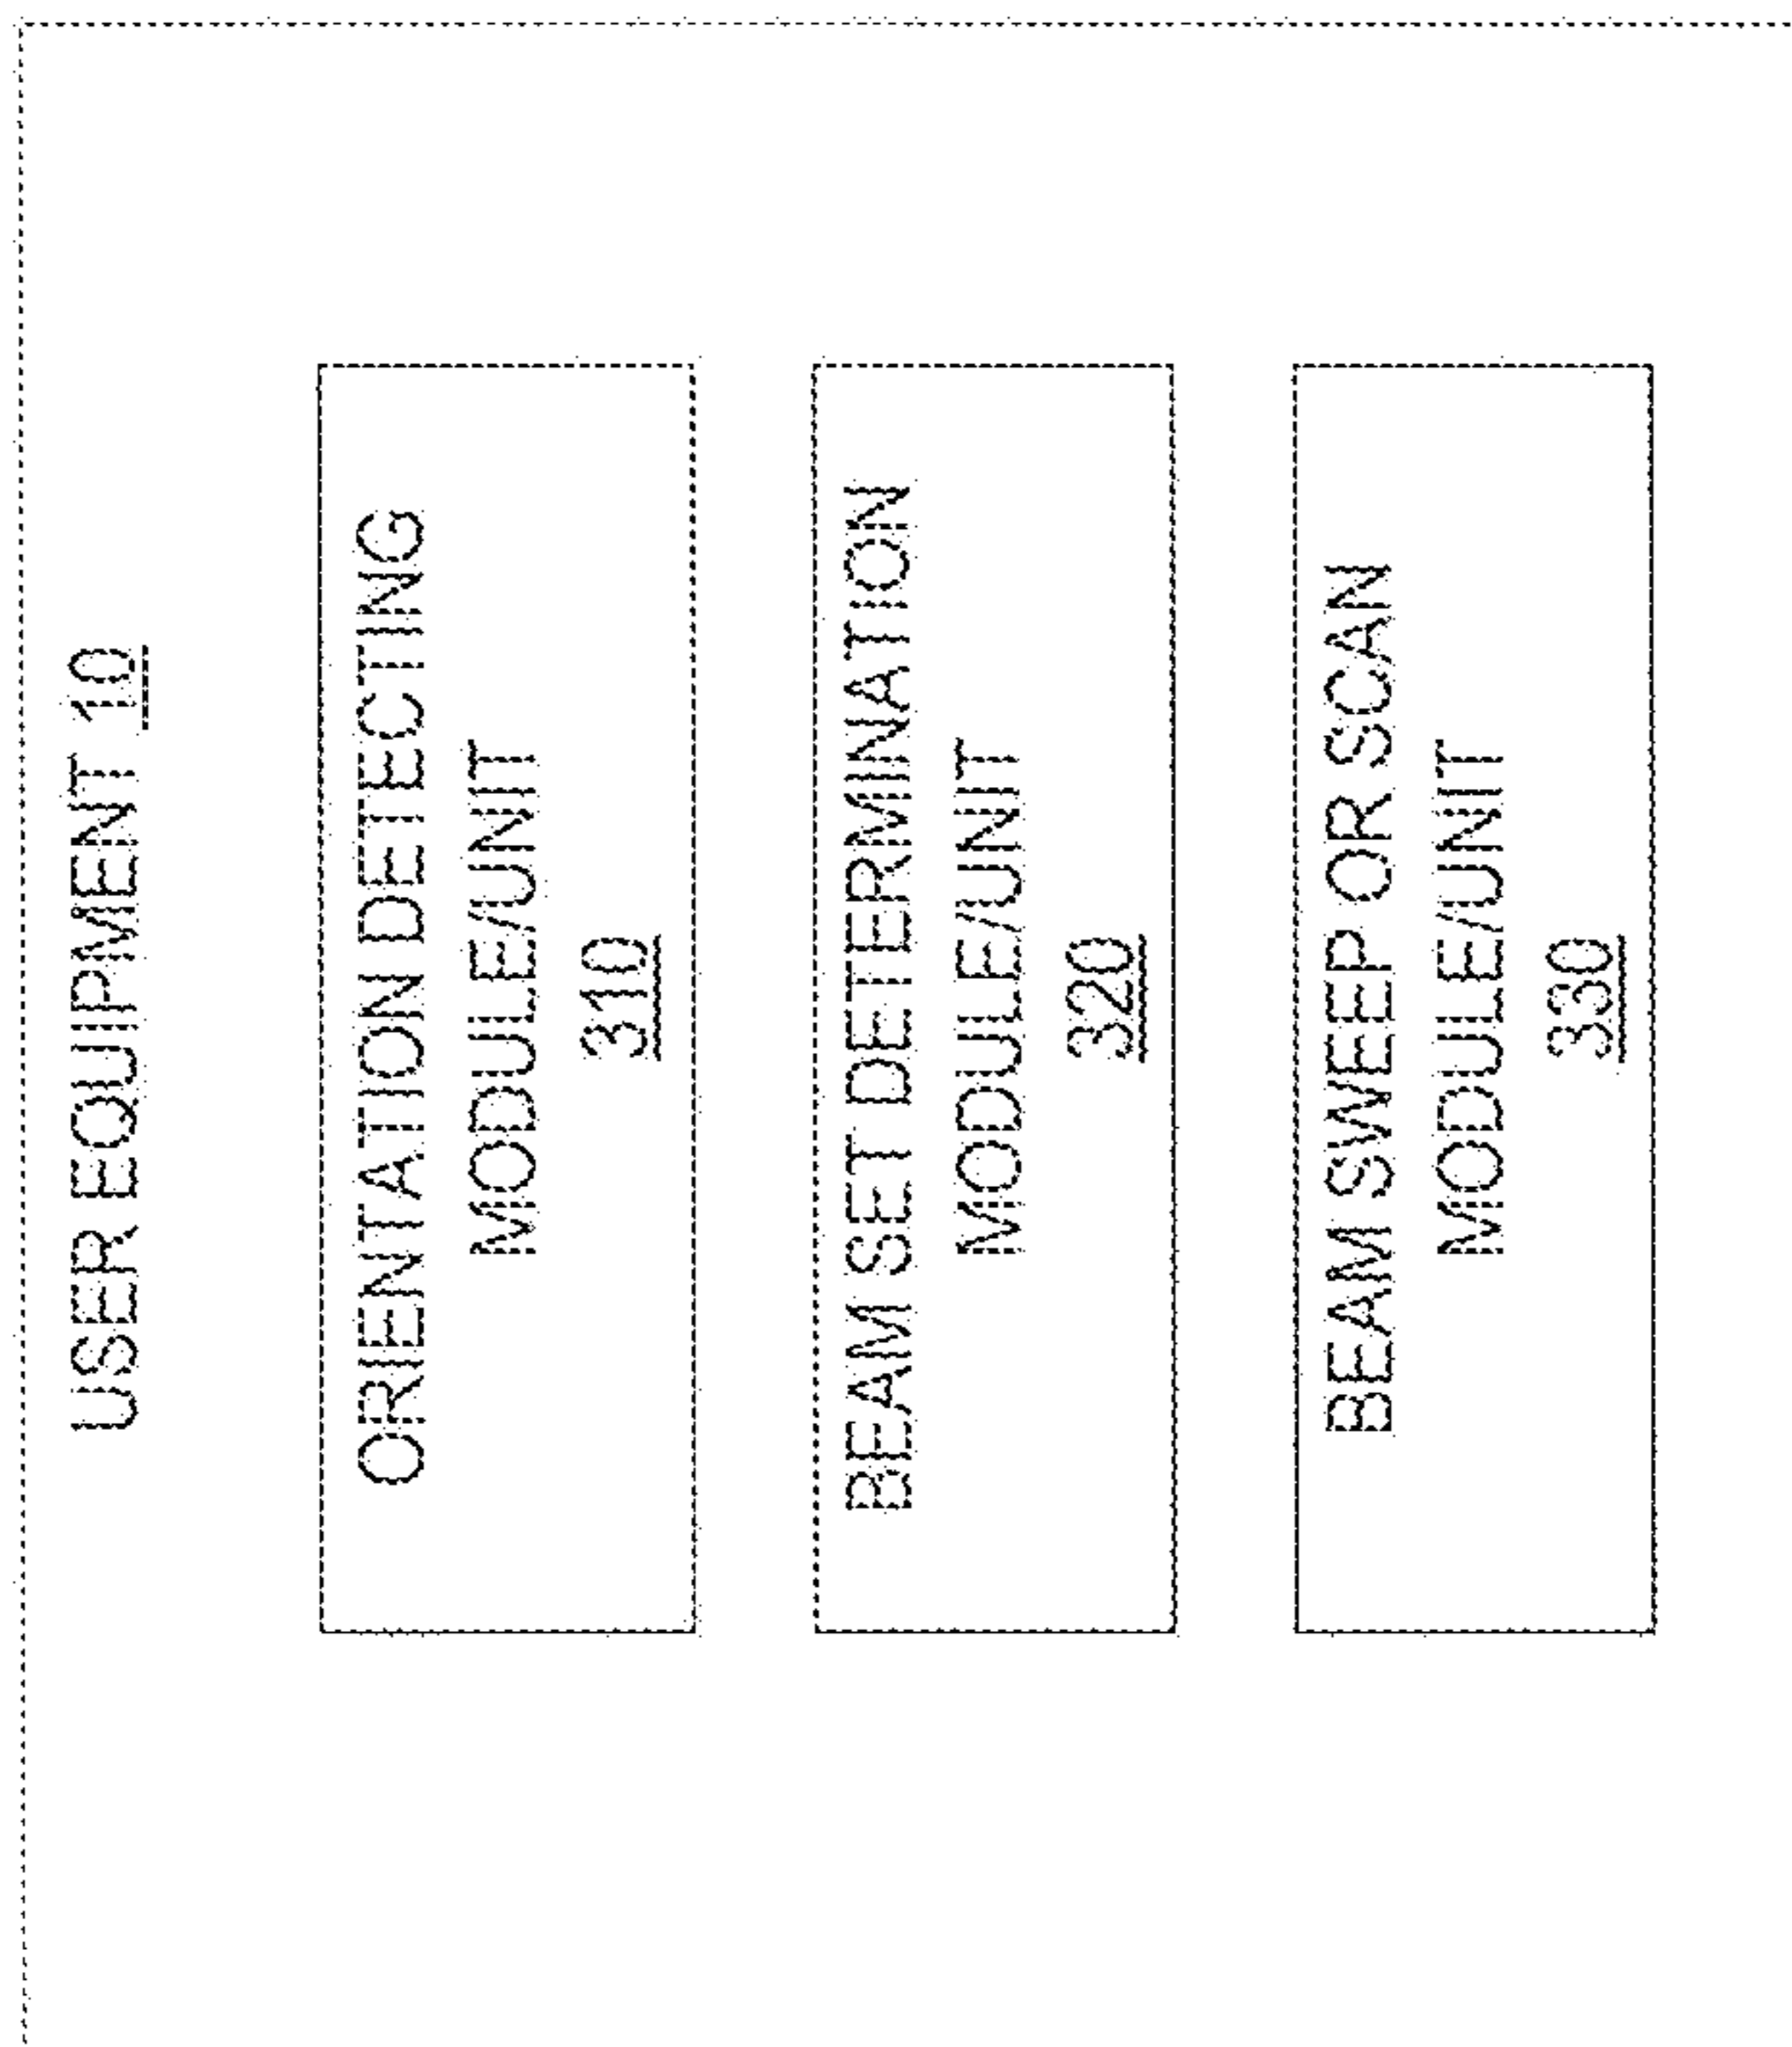 USER EQUIPMENT 10
ORIENTATION DETECTING
MODULE/UNIT
310
BEAM SET DETERMINATION
MODULE/UNIT
320
BEAM SWEEP OR SCAN
MODULE/UNIT
330